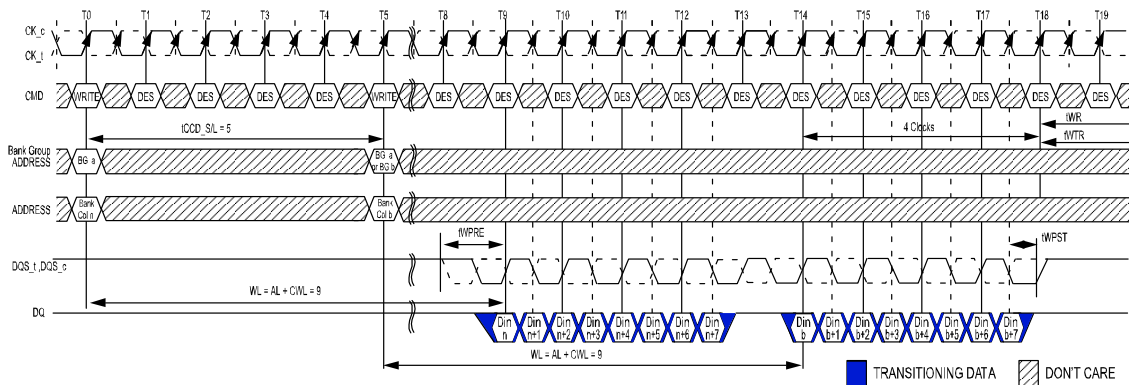 T0 T1 T2 T3 T4 T5 T8 T9 T10 T11 T12 T13 T14 T15 T16 T17 T18 T19
CK_c
CK_t
CMD WRITE DES DES DES DES WRITE DES DES DES DES DES DES DES DES DES DES DES DES
tCCD_S/L = 5
4 Clocks
tWR
tWTR
Bank Group
ADDRESS
BG a
BG a
or BG b
ADDRESS
Bank
Col n
Bank
Col b
tWPRE
tWPST
DQS_t ,DQS_c
WL = AL + CWL = 9
DQ
Din
n
Din
n+1
Din
n+2
Din
n+3
Din
n+4
Din
n+5
Din
n+6
Din
n+7
Din
b
Din
b+1
Din
b+2
Din
b+3
Din
b+4
Din
b+5
Din
b+6
Din
b+7
WL = AL + CWL = 9
TRANSITIONING DATA
DON'T CARE